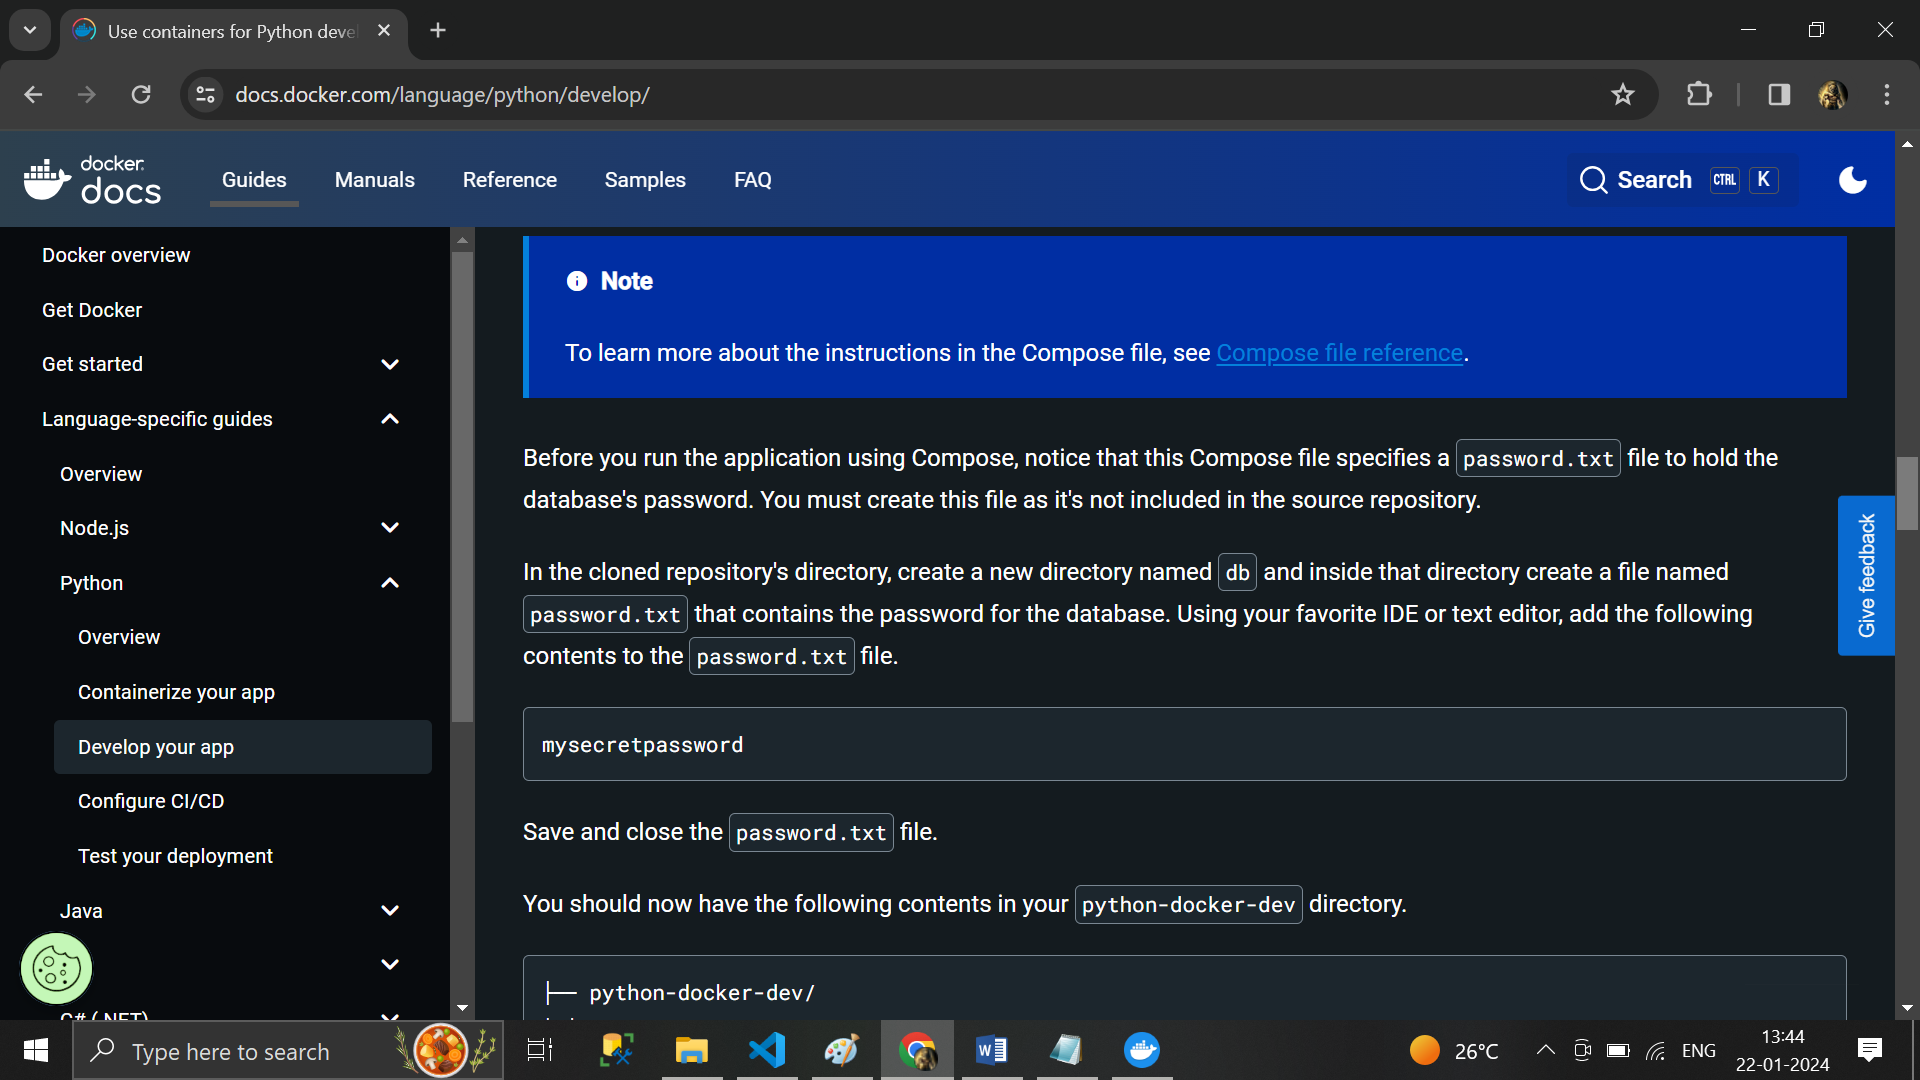 Use containers for Python deve
docs.docker.com/language/python/develop/
docker
docs
Guides
Manuals
Reference
Samples
FAQ
Search
CTRL
K
Docker overview
Get Docker
Get started
Language-specific guides
Overview
Node.js
Python
Overview
Containerize your app
Develop your app
Configure CI/CD
Test your deployment
Java
C# (.NET)
Note
To learn more about the instructions in the Compose file, see Compose file reference.
Before you run the application using Compose, notice that this Compose file specifies a password.txt file to hold the
database's password. You must create this file as it's not included in the source repository.
In the cloned repository's directory, create a new directory named db and inside that directory create a file named
password.txt that contains the password for the database. Using your favorite IDE or text editor, add the following
contents to the password.txt file.
mysecretpassword
Save and close the password.txt file.
You should now have the following contents in your python-docker-dev directory.
├── python-docker-dev/
Give feedback
Type here to search
26°C
ENG
13:44
22-01-2024